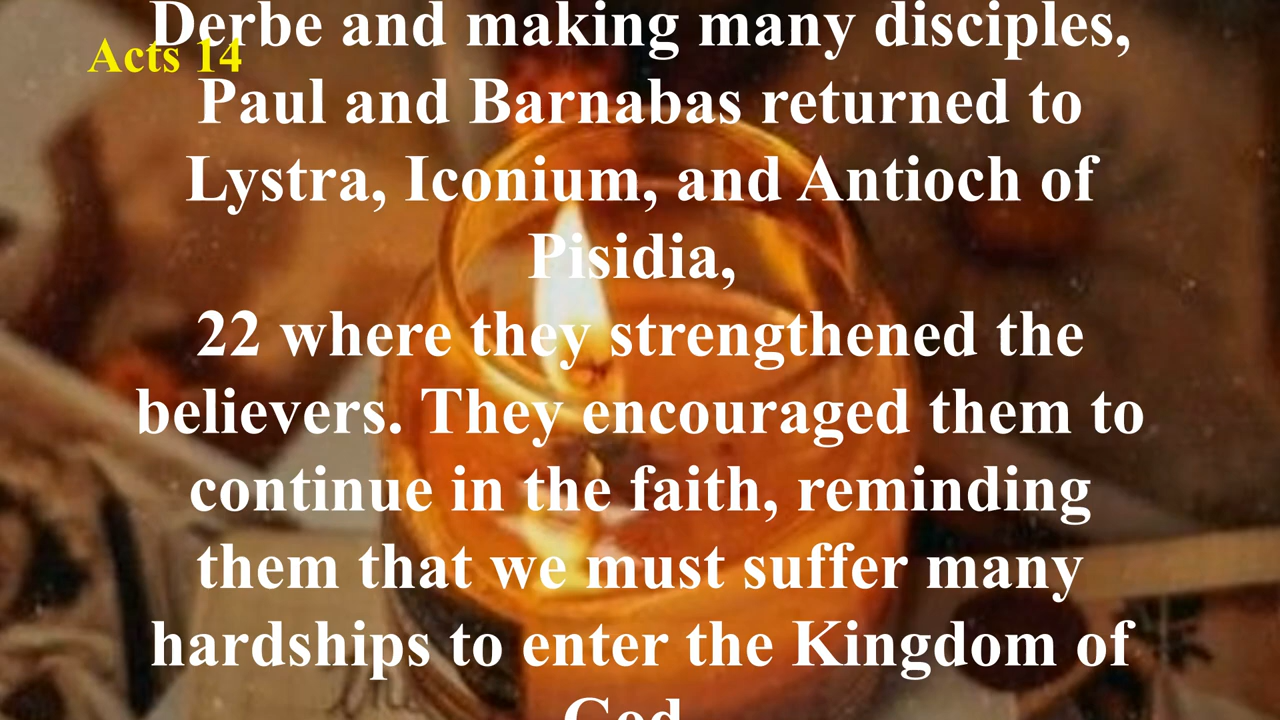 Derbe and making many disciples,
Acts 14
Paul and Barnabas returned to
Lystra, Iconium, and Antioch of
Pisidia,
22 where they strengthened the
believers. They encouraged them to
continue in the faith, reminding
them that we must suffer many
hardships to enter the Kingdom of
God